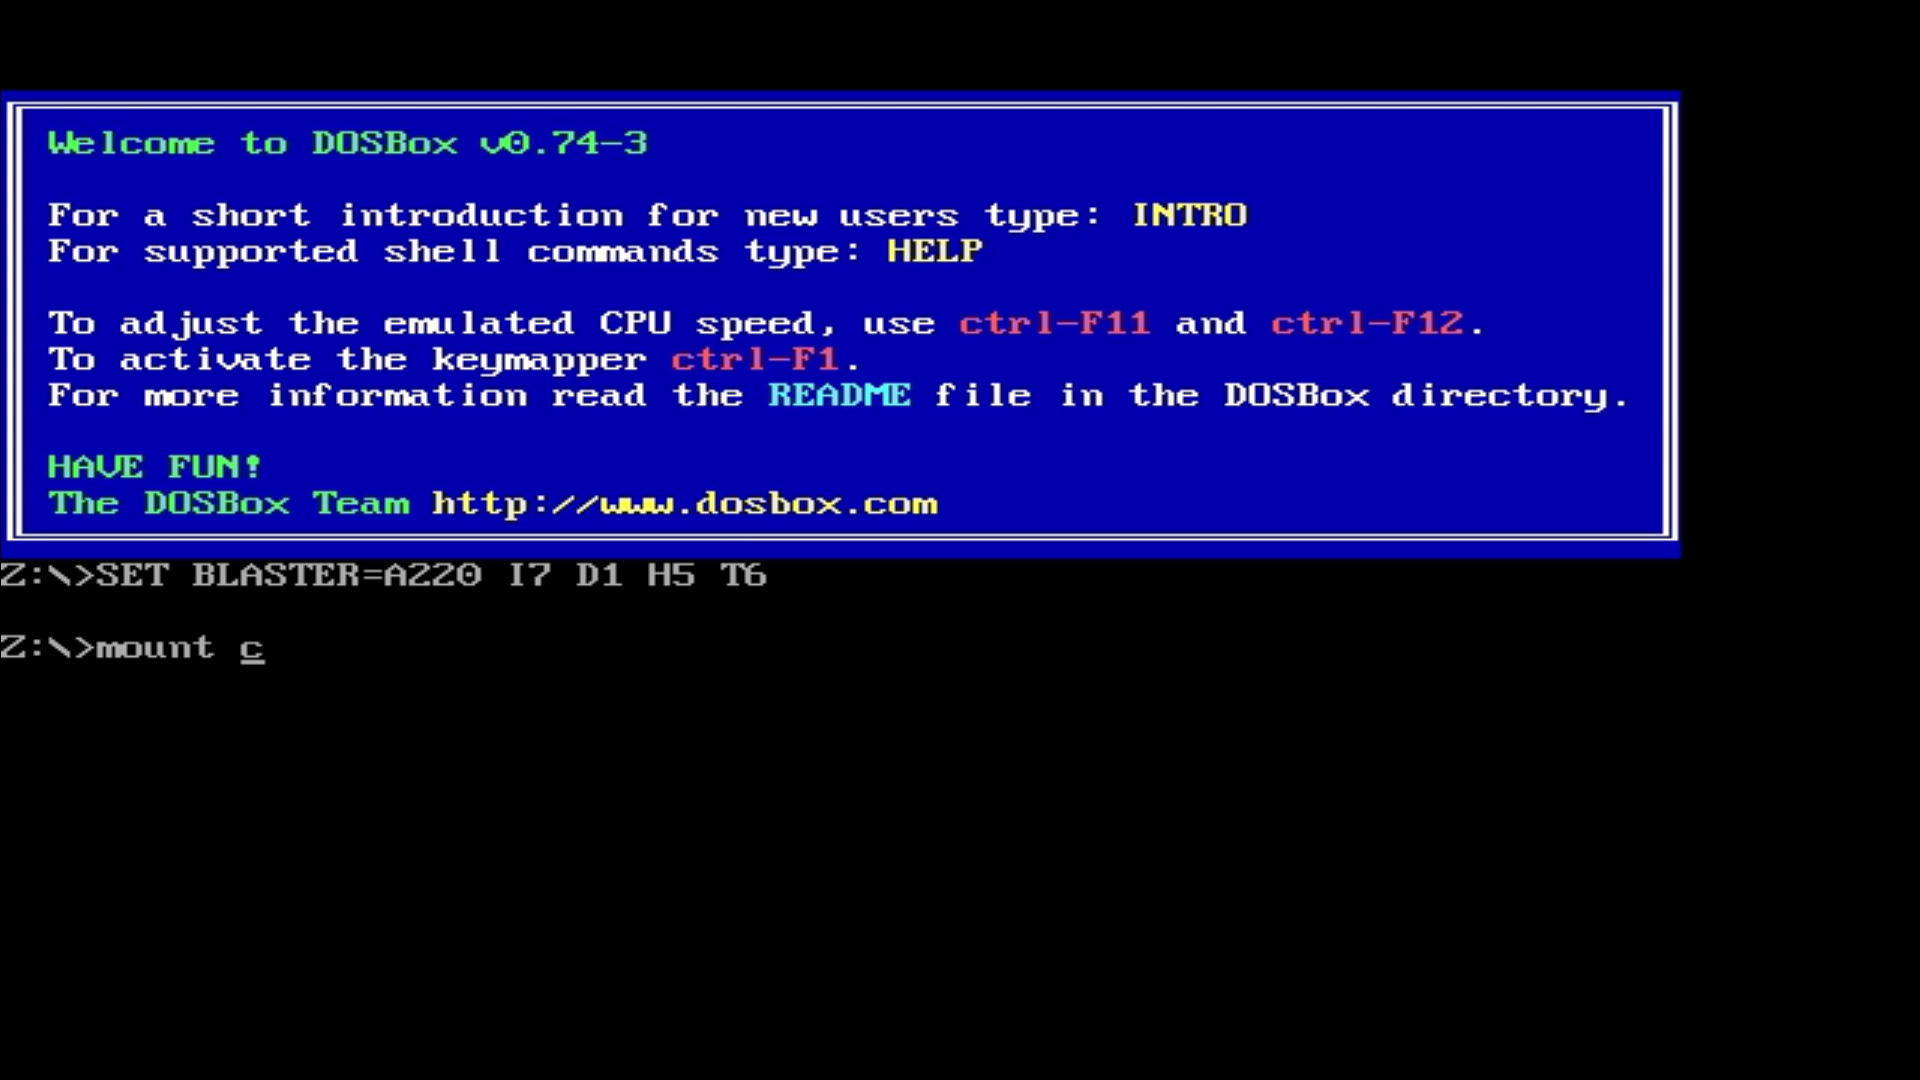 Welcome to DOSBox v0.74-3
For a short introduction for new users type: INTRO
For supported shell commands type: HELP
To adjust the emulated CPU speed, use ctrl-F11 and ctrl-F12.
To activate the keymapper ctrl-F1.
For more information read the README file in the DOSBox directory.
HAVE FUN!
The DOSBox Team http://www.dosbox.com
Z:\>SET BLASTER=A220 I7 D1 H5 T6
Z:\>mount c